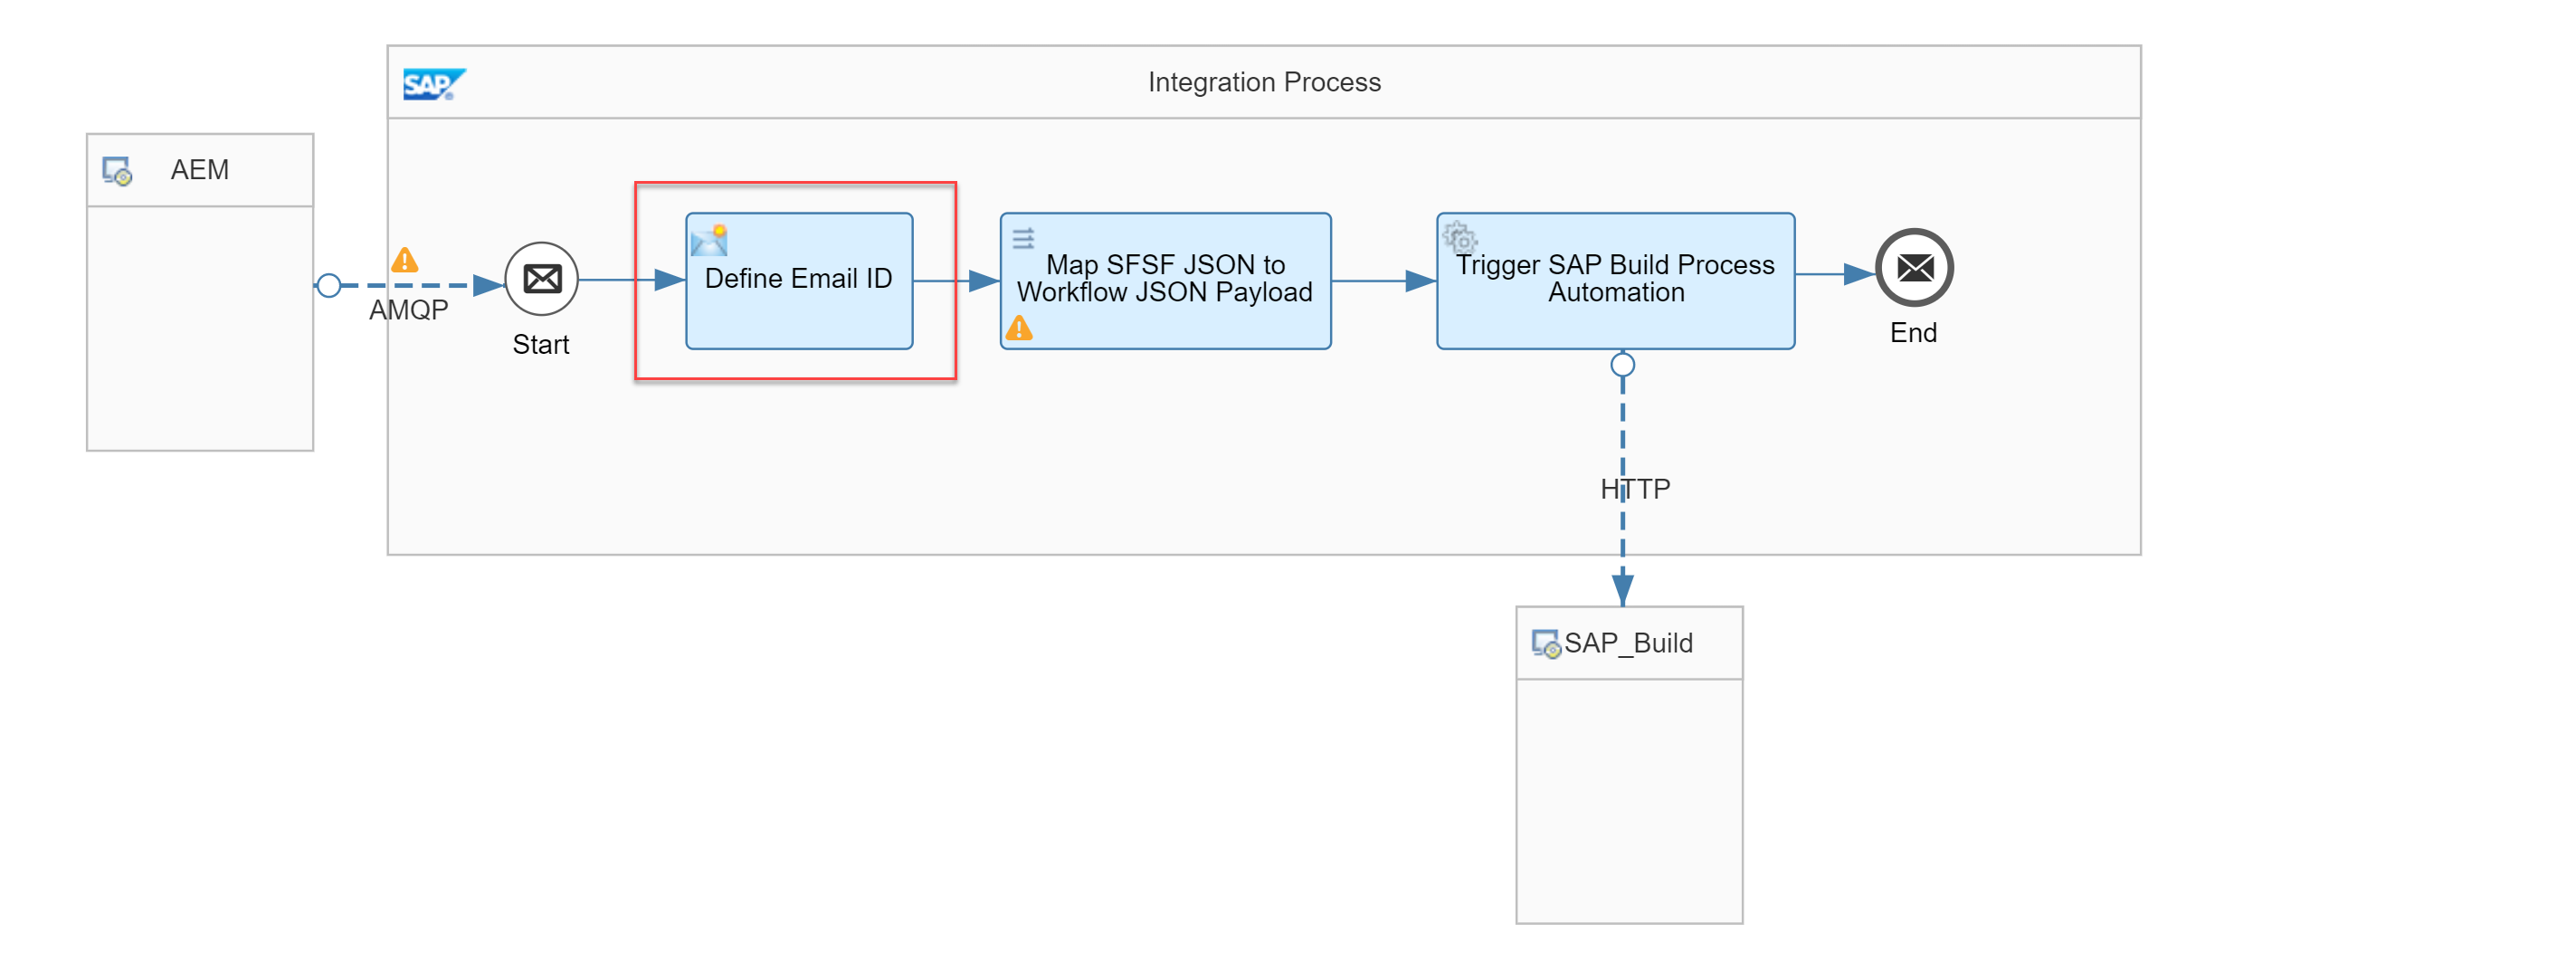 SAP
Integration Process
AEM
AMQP
Start
Define Email ID
Map SFSF JSON to
Workflow JSON Payload
Trigger SAP Build Process
Automation
End
HTTP
SAP_Build